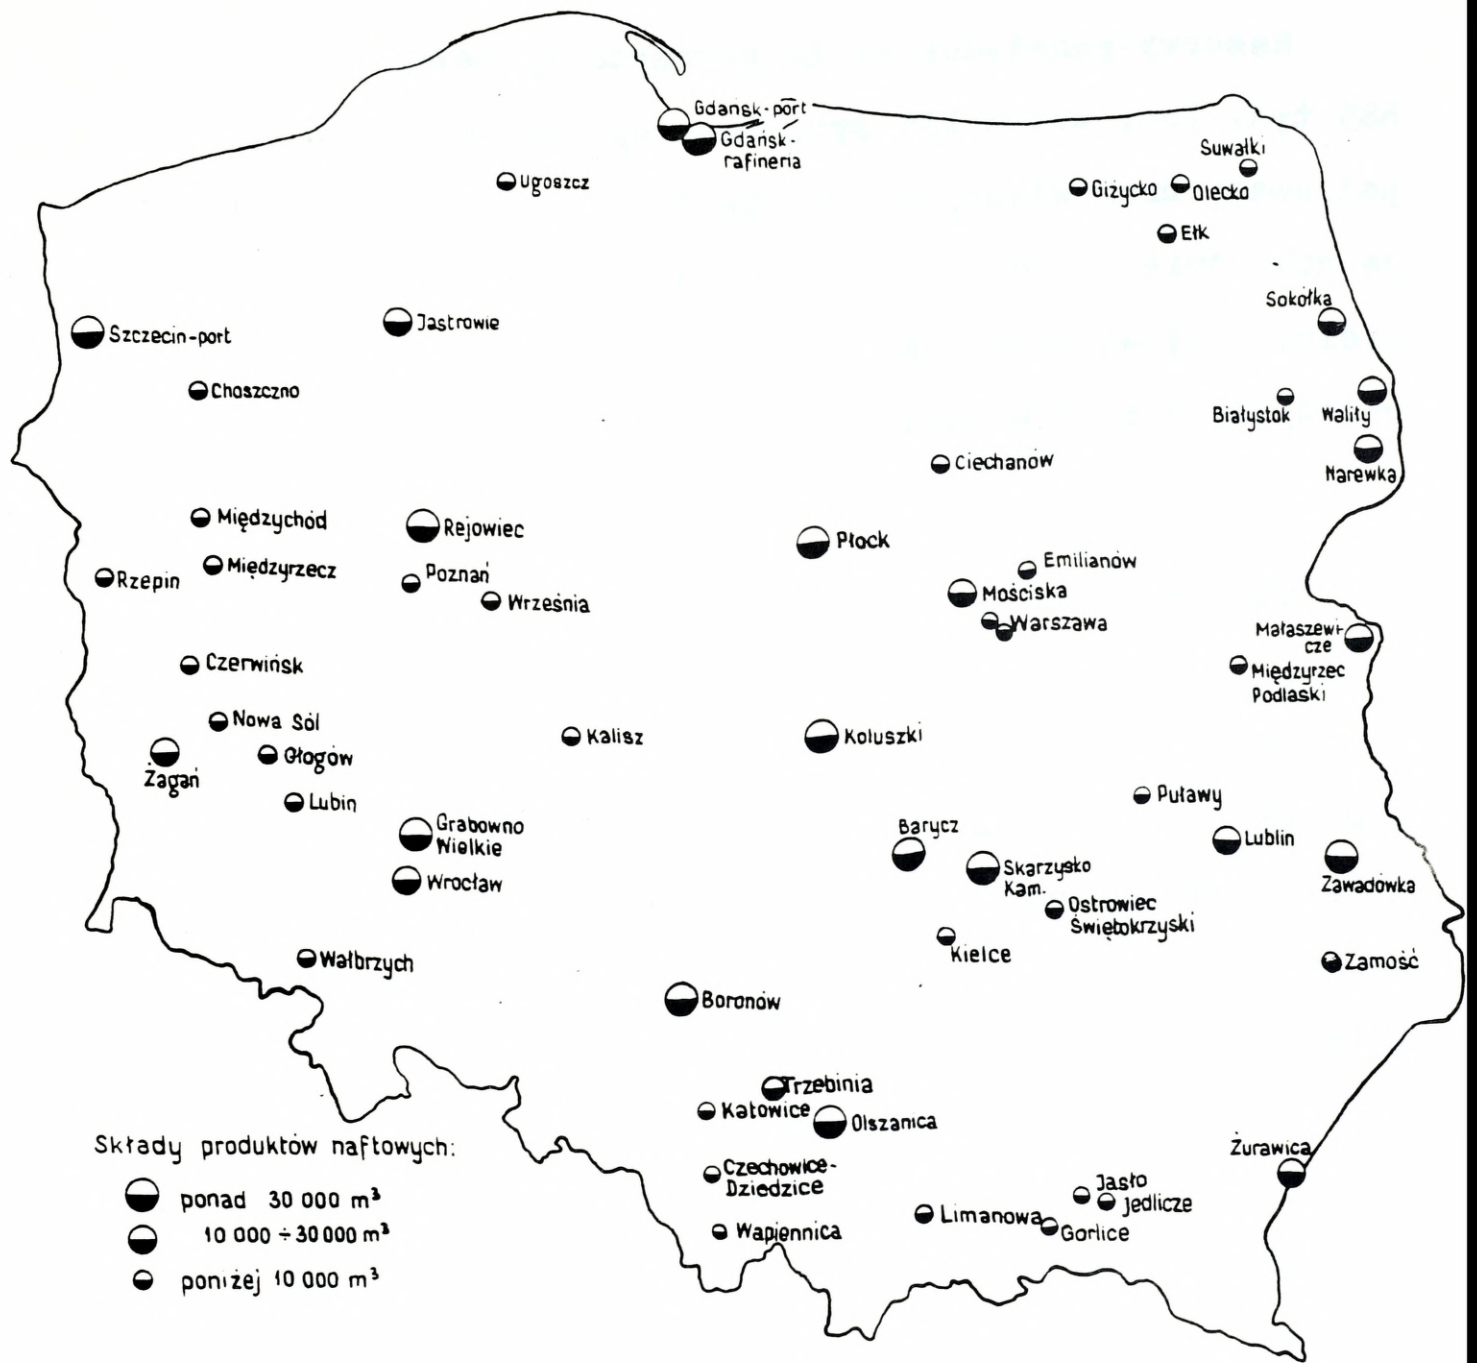 Gdańsk-port
Gdańsk-
rafineria
Suwałki
Ugoszcz
Giżycko
Olecko
Ełk
Sokółka
Szczecin-port
Jastrowie
Choszczno
Białystok
Waliły
Ciechanów
Narewka
Międzychód
Rejowiec
Płock
Międzyrzecz
Rzepin
Poznań
Września
Emilianów
Mościska
Warszawa
Małaszewi-
cze
Czerwińsk
Międzyrzec
Podlaski
Nowa Sól
Kalisz
Koluszki
Głogów
Żagań
Lubin
Puławy
Grabowno
Wielkie
Barycz
Lublin
Skarzysko
Kam.
Wrocław
Zawadówka
Ostrowiec
Świętokrzyski
Kielce
Wałbrzych
Zamość
Boronów
Trzebinia
Katowice
Olszanica
Żurawica
Czechowice-
Dziedzice
Jasło
Jedlicze
Limanowa
Gorlice
Wapiennica
Składy produktów naftowych:
ponad 30 000 m³
10 000 ÷ 30 000 m³
poniżej 10 000 m³